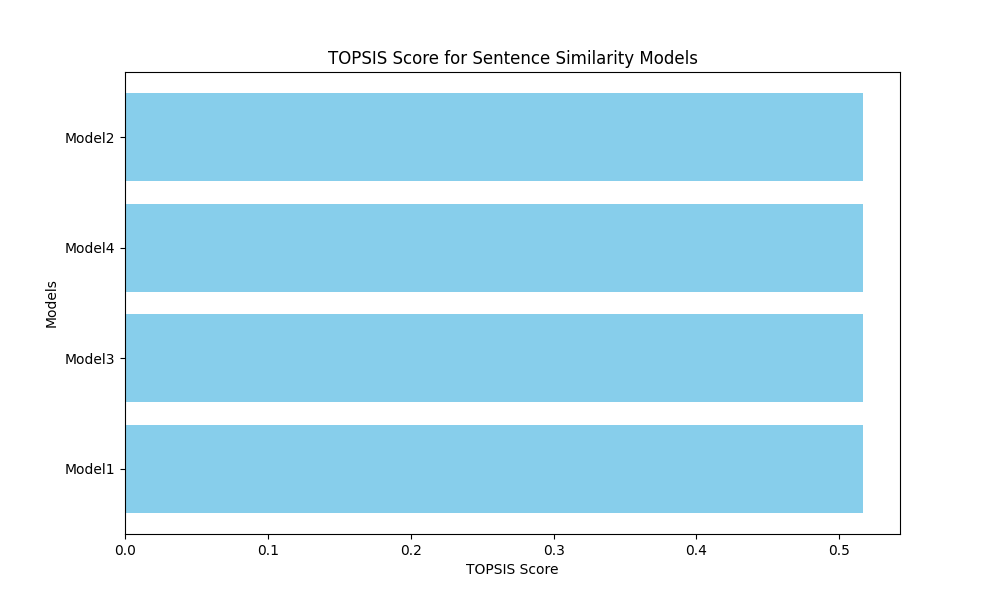 TOPSIS Score for Sentence Similarity Models
Model2
Model4
Model3
Model1
Models
0.0 0.1 0.2 0.3 0.4 0.5
TOPSIS Score